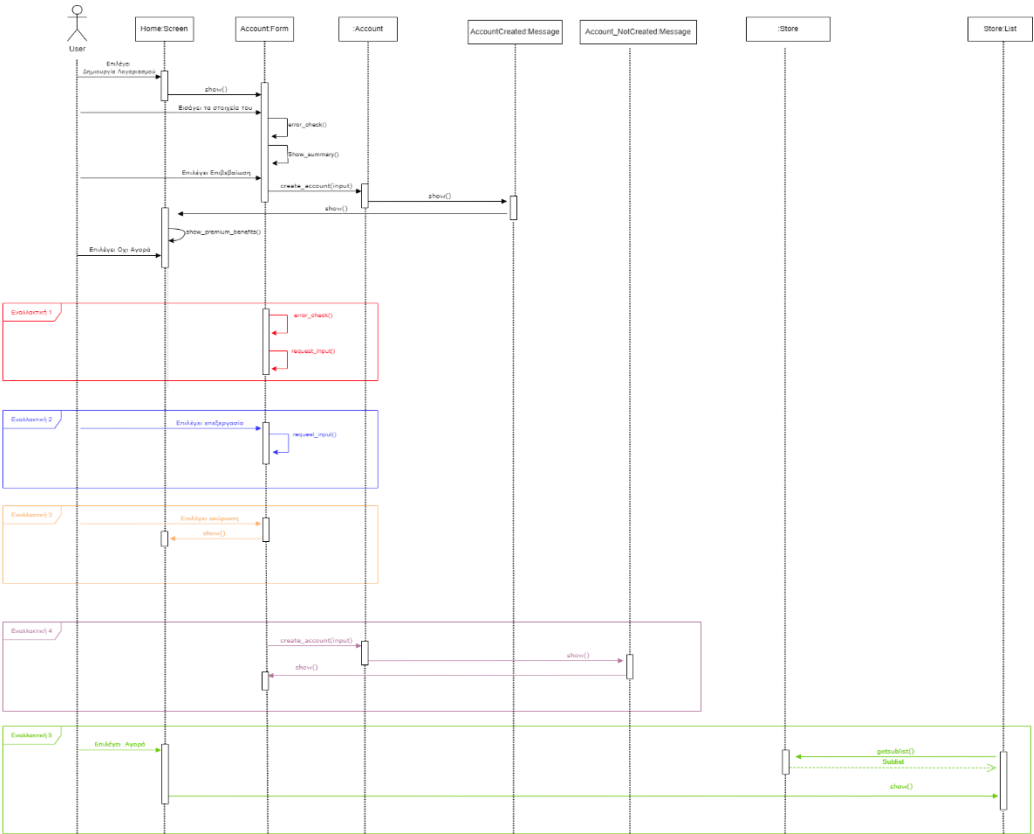 Home:Screen
Account:Form
:Account
AccountCreated:Message
Account_NotCreated:Message
:Store
Store:List
User
Επιλέγει
Δημιουργία Λογαριασμού
show()
Εισάγει τα στοιχεία του
error_check()
Show_summary()
Επιλέγει Επιβεβαίωση
create_account(input)
show()
show()
show_premium_benefits()
Επιλέγει Όχι Αγορά
Εναλλακτική 1
error_check()
request_input()
Εναλλακτική 2
Επιλέγει επεξεργασία
request_input()
Εναλλακτική 3
Επιλέγει ακύρωση
show()
Εναλλακτική 4
create_account(input)
show()
show()
Εναλλακτική 5
Επιλέγει Αγορά
getsublist()
Sublist
show()